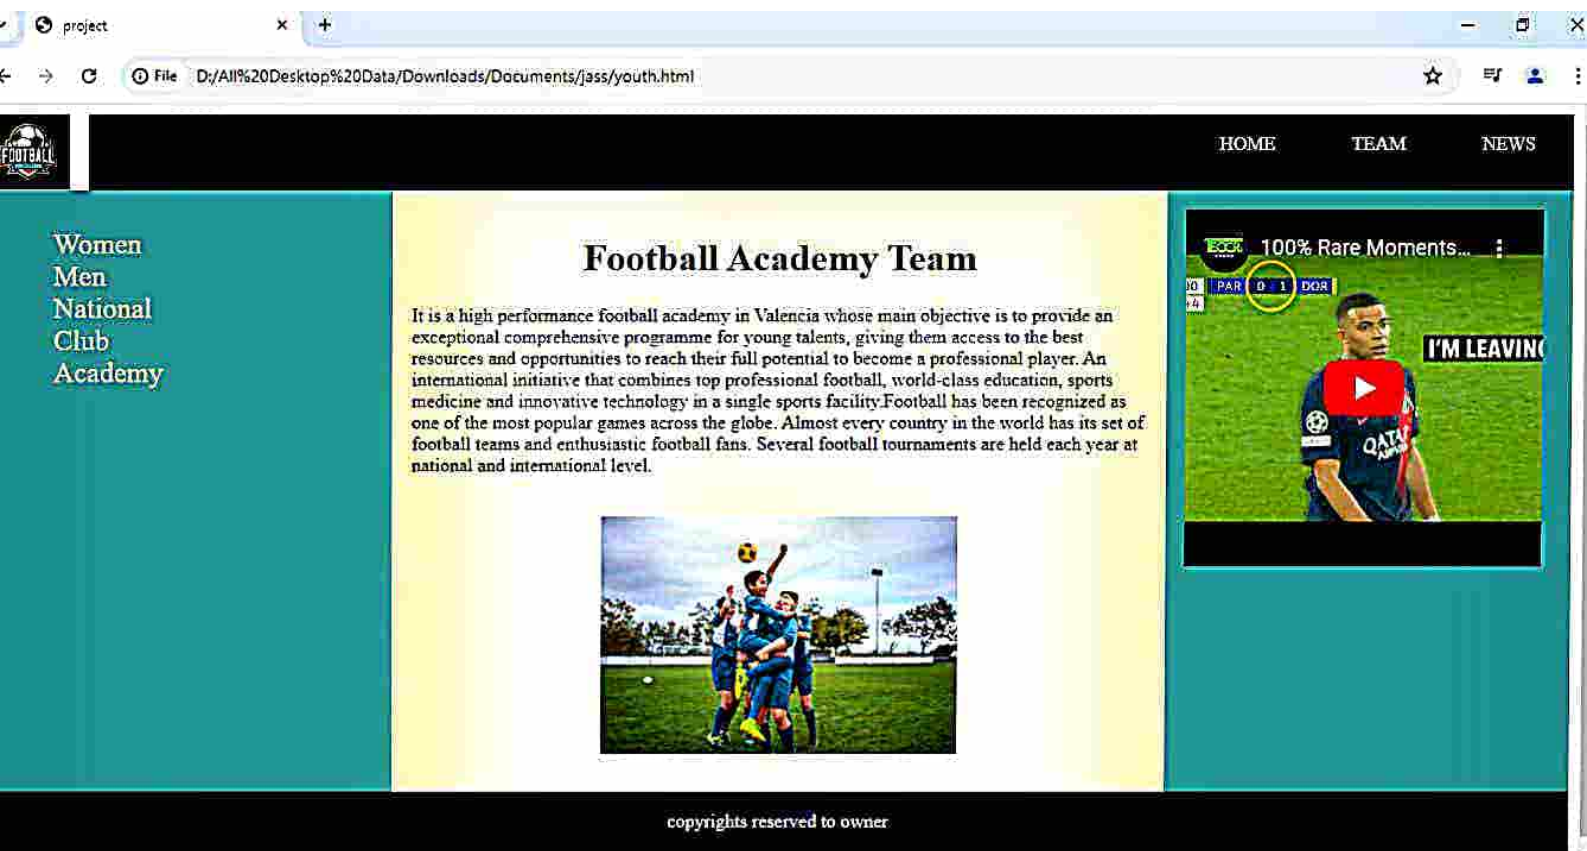 project
File D:/All%20Desktop%20Data/Downloads/Documents/jass/youth.html
FOOTBALL
HOME TEAM NEWS
Women
Men
National
Club
Academy
Football Academy Team
It is a high performance football academy in Valencia whose main objective is to provide an
exceptional comprehensive programme for young talents, giving them access to the best
resources and opportunities to reach their full potential to become a professional player. An
international initiative that combines top professional football, world-class education, sports
medicine and innovative technology in a single sports facility.Football has been recognized as
one of the most popular games across the globe. Almost every country in the world has its set of
football teams and enthusiastic football fans. Several football tournaments are held each year at
national and international level.
100% Rare Moments...
PAR 0 1 DOR
+4
I'M LEAVING
QATAR
copyrights reserved to owner